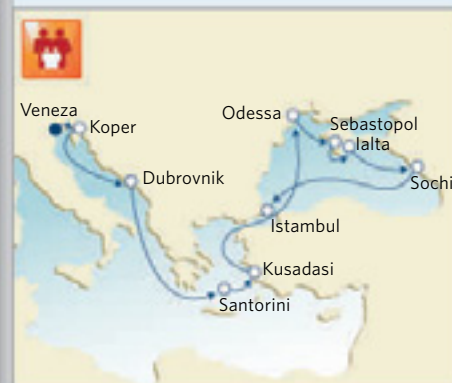 Veneza
Koper
Odessa
Sebastopol
Ialta
Dubrovnik
Sochi
Istambul
Kusadasi
Santorini